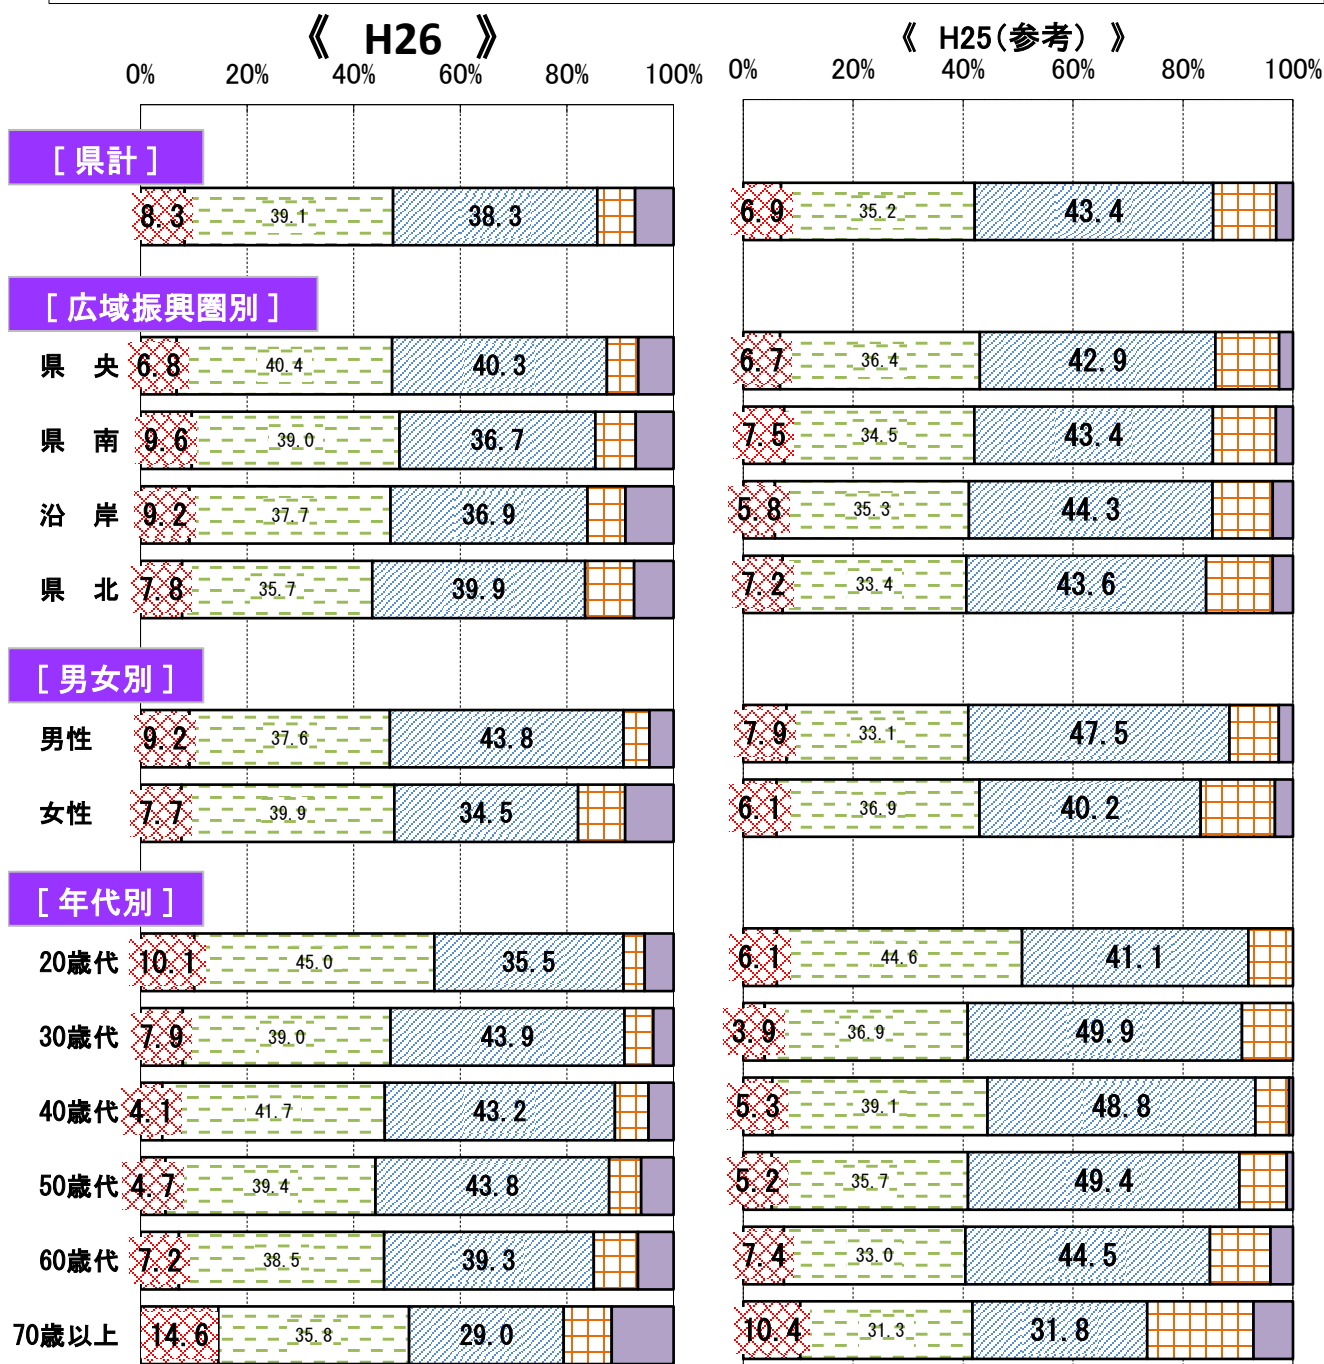 《 H26 》
《 H25(参考) 》
0% 20% 40% 60% 80% 100%
0% 20% 40% 60% 80% 100%
[ 県計 ]
8.3 39.1 38.3
6.9 35.2 43.4
[ 広域振興圏別 ]
県 央 6.8 40.4 40.3
6.7 36.4 42.9
県 南 9.6 39.0 36.7
7.5 34.5 43.4
沿 岸 9.2 37.7 36.9
5.8 35.3 44.3
県 北 7.8 35.7 39.9
7.2 33.4 43.6
[ 男女別 ]
男性 9.2 37.6 43.8
7.9 33.1 47.5
女性 7.7 39.9 34.5
6.1 36.9 40.2
[ 年代別 ]
20歳代 10.1 45.0 35.5
6.1 44.6 41.1
30歳代 7.9 39.0 43.9
3.9 36.9 49.9
40歳代 4.1 41.7 43.2
5.3 39.1 48.8
50歳代 4.7 39.4 43.8
5.2 35.7 49.4
60歳代 7.2 38.5 39.3
7.4 33.0 44.5
70歳以上 14.6 35.8 29.0
10.4 31.3 31.8